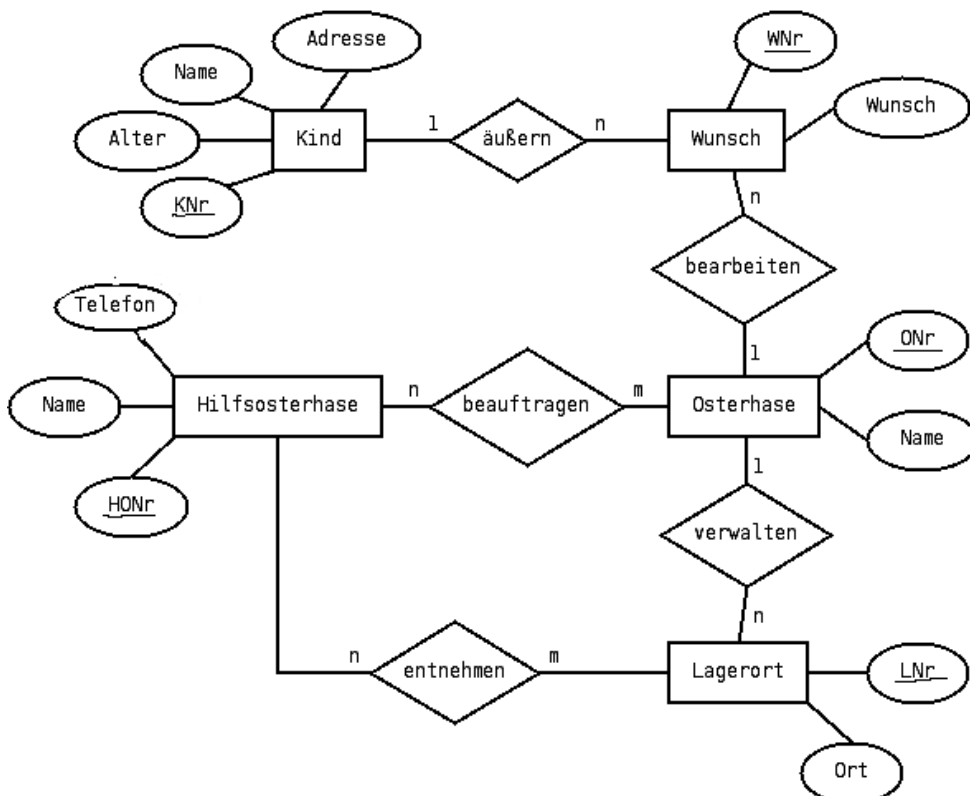 Adresse
WNr
Name
Wunsch
Alter
Kind
1
äußern
n
Wunsch
KNr
n
bearbeiten
Telefon
ONr
1
Name
Hilfsosterhase
n
beauftragen
m
Osterhase
Name
1
HONr
verwalten
n
n
entnehmen
m
Lagerort
LNr
Ort